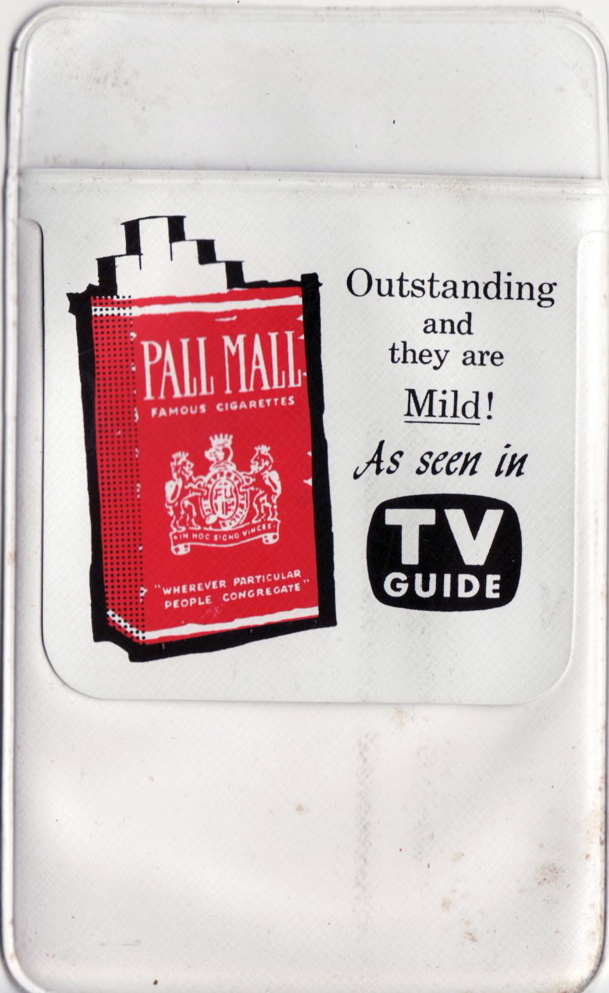 PALL MALL
FAMOUS CIGARETTES
IN HOC SIGNO VINCES
"WHEREVER PARTICULAR
PEOPLE CONGREGATE"
Outstanding
and
they are
Mild!
As seen in
TV
GUIDE